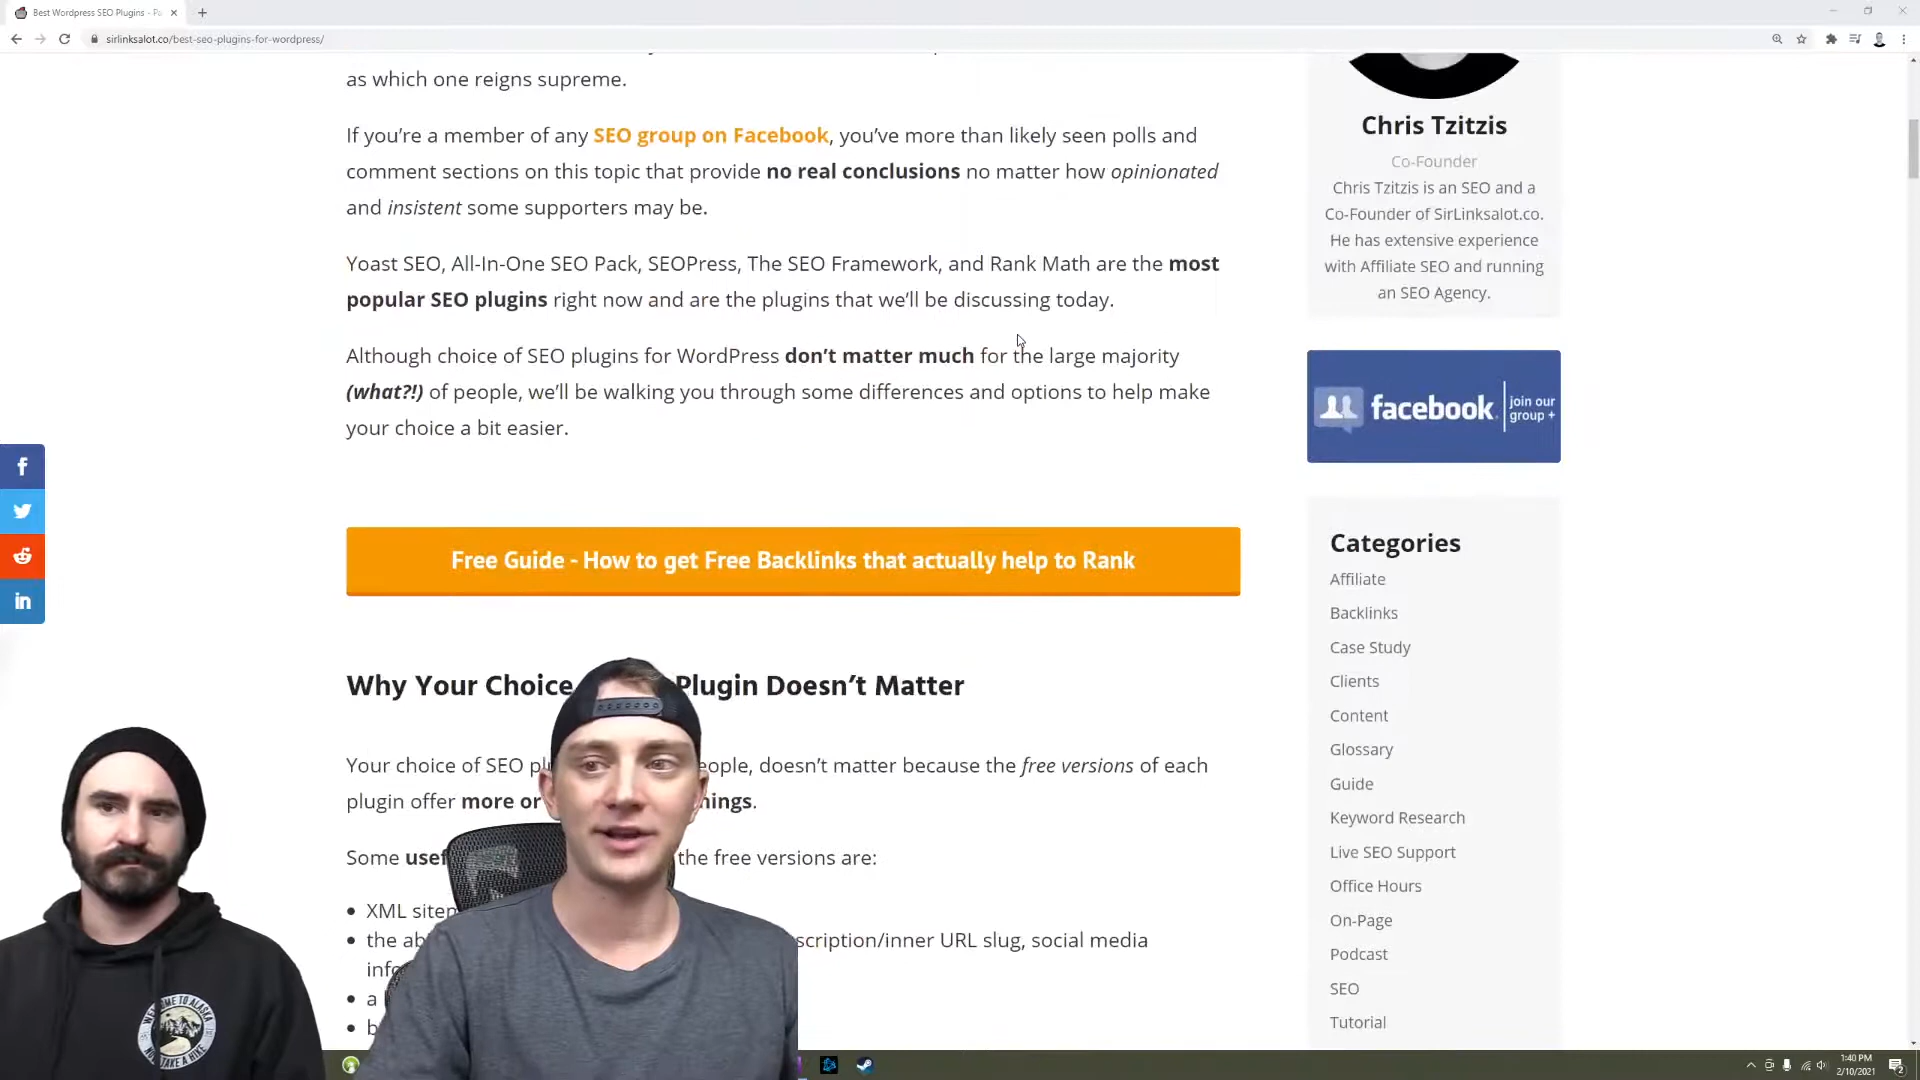 Best Wordpress SEO Plugins - Po
sirlinksalot.co/best-seo-plugins-for-wordpress/
as which one reigns supreme.
If you’re a member of any SEO group on Facebook, you’ve more than likely seen polls and
comment sections on this topic that provide no real conclusions no matter how opinionated
and insistent some supporters may be.
Yoast SEO, All-In-One SEO Pack, SEOPress, The SEO Framework, and Rank Math are the most
popular SEO plugins right now and are the plugins that we’ll be discussing today.
Although choice of SEO plugins for WordPress don’t matter much for the large majority
(what?!) of people, we’ll be walking you through some differences and options to help make
your choice a bit easier.
Free Guide - How to get Free Backlinks that actually help to Rank
Why Your Choice Plugin Doesn’t Matter
Your choice of SEO doesn’t matter because the free versions of each
plugin offer more or
Some the free versions are:
XML
the URL slug, social media
a
Chris Tzitzis
Co-Founder
Chris Tzitzis is an SEO and a
Co-Founder of SirLinksalot.co.
He has extensive experience
with Affiliate SEO and running
an SEO Agency.
facebook
join our
group +
Categories
Affiliate
Backlinks
Case Study
Clients
Content
Glossary
Guide
Keyword Research
Live SEO Support
Office Hours
On-Page
Podcast
SEO
Tutorial
f
in
1:40 PM
2/10/2021